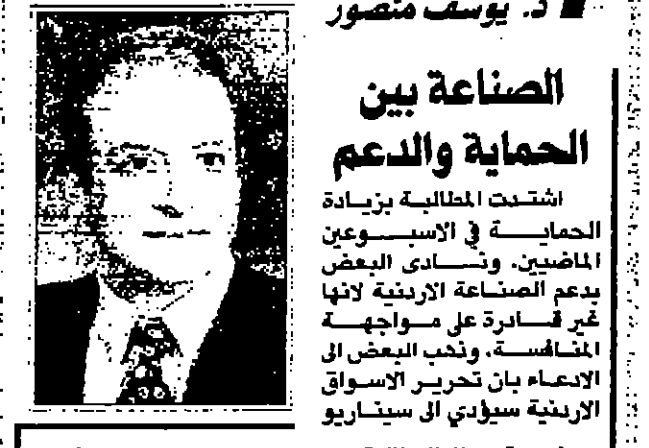 د. يوسف منصور
الصناعة بين
الحماية والدعم
اشتدت المطالبة بزيادة
الحماية في الاسبوعين
الماضيين. ونادى البعض
بدعم الصناعة الاردنية لانها
غير قادرة على مواجهة
المنافسة. وذهب البعض الى
الادعاء بان تحرير الاسواق
الاردنية سيؤدي الى سيناريو